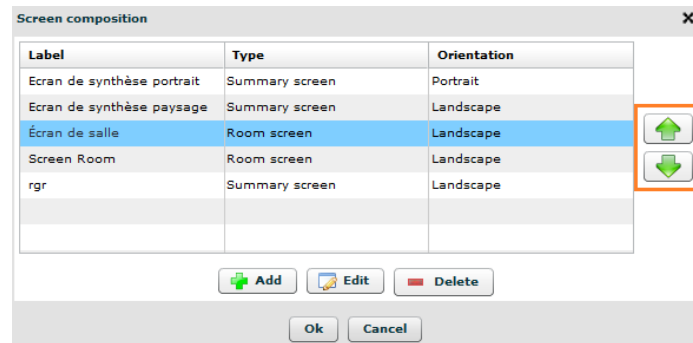 Screen composition
Label Type Orientation
Ecran de synthèse portrait Summary screen Portrait
Ecran de synthèse paysage Summary screen Landscape
Écran de salle Room screen Landscape
Screen Room Room screen Landscape
rgr Summary screen Landscape
Add Edit Delete
Ok Cancel